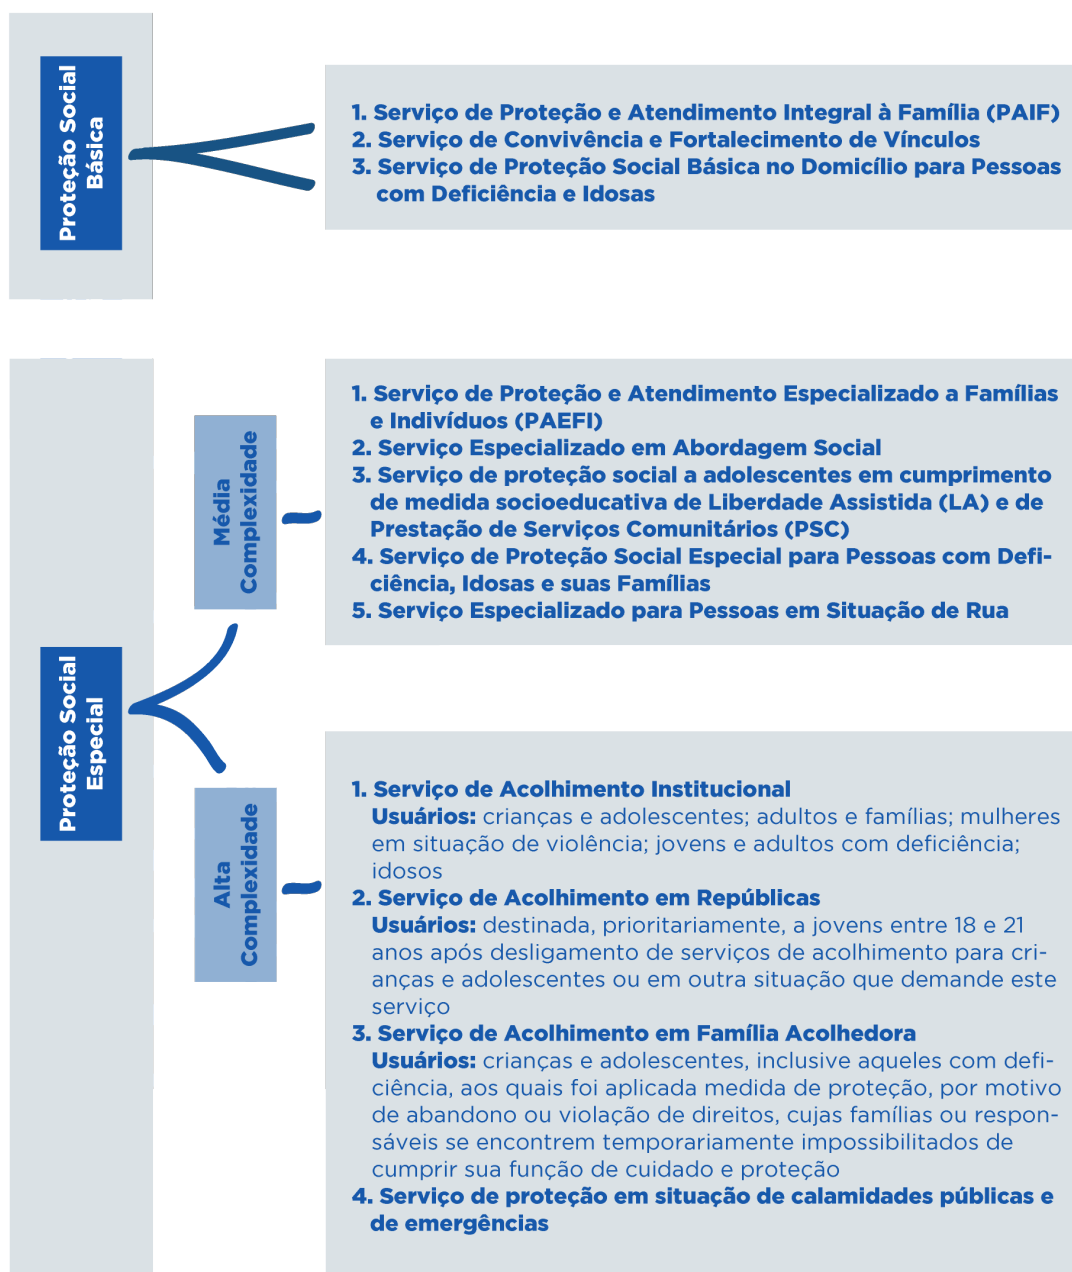 Proteção Social
Básica
1. Serviço de Proteção e Atendimento Integral à Família (PAIF)
2. Serviço de Convivência e Fortalecimento de Vínculos
3. Serviço de Proteção Social Básica no Domicílio para Pessoas
com Deficiência e Idosas
Proteção Social
Especial
Média
Complexidade
1. Serviço de Proteção e Atendimento Especializado a Famílias
e Indivíduos (PAEFI)
2. Serviço Especializado em Abordagem Social
3. Serviço de proteção social a adolescentes em cumprimento
de medida socioeducativa de Liberdade Assistida (LA) e de
Prestação de Serviços Comunitários (PSC)
4. Serviço de Proteção Social Especial para Pessoas com Defi-
ciência, Idosas e suas Famílias
5. Serviço Especializado para Pessoas em Situação de Rua
Alta
Complexidade
1. Serviço de Acolhimento Institucional
Usuários: crianças e adolescentes; adultos e famílias; mulheres
em situação de violência; jovens e adultos com deficiência;
idosos
2. Serviço de Acolhimento em Repúblicas
Usuários: destinada, prioritariamente, a jovens entre 18 e 21
anos após desligamento de serviços de acolhimento para cri-
anças e adolescentes ou em outra situação que demande este
serviço
3. Serviço de Acolhimento em Família Acolhedora
Usuários: crianças e adolescentes, inclusive aqueles com defi-
ciência, aos quais foi aplicada medida de proteção, por motivo
de abandono ou violação de direitos, cujas famílias ou respon-
sáveis se encontrem temporariamente impossibilitados de
cumprir sua função de cuidado e proteção
4. Serviço de proteção em situação de calamidades públicas e
de emergências